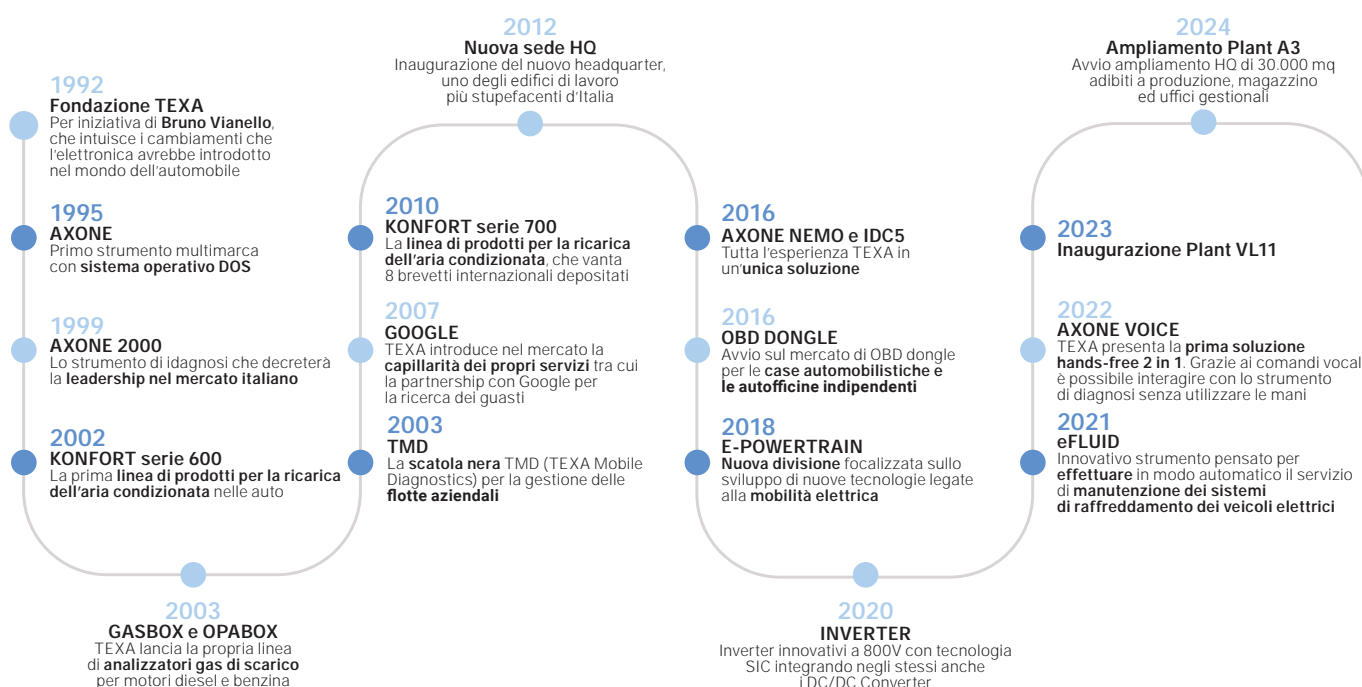 1992
Fondazione TEXA
Per iniziativa di Bruno Vianello,
che intuisce i cambiamenti che
l'elettronica avrebbe introdotto
nel mondo dell'automobile
1995
AXONE
Primo strumento multimarca
con sistema operativo DOS
1999
AXONE 2000
Lo strumento di idagnosi che decreterà
la leadership nel mercato italiano
2002
KONFORT serie 600
La prima linea di prodotti per la ricarica
dell'aria condizionata nelle auto
2003
GASBOX e OPABOX
TEXA lancia la propria linea
di analizzatori gas di scarico
per motori diesel e benzina
2003
TMD
La scatola nera TMD (TEXA Mobile
Diagnostics) per la gestione delle
flotte aziendali
2007
GOOGLE
TEXA introduce nel mercato la
capillarità dei propri servizi tra cui
la partnership con Google per
la ricerca dei guasti
2010
KONFORT serie 700
La linea di prodotti per la ricarica
dell'aria condizionata, che vanta
8 brevetti internazionali depositati
2012
Nuova sede HQ
Inaugurazione del nuovo headquarter,
uno degli edifici di lavoro
più stupefacenti d'Italia
2016
AXONE NEMO e IDC5
Tutta l'esperienza TEXA in
un'unica soluzione
2016
OBD DONGLE
Avvio sul mercato di OBD dongle
per le case automobilistiche e
le autofficine indipendenti
2018
E-POWERTRAIN
Nuova divisione focalizzata sullo
sviluppo di nuove tecnologie legate
alla mobilità elettrica
2020
INVERTER
Inverter innovativi a 800V con tecnologia
SIC integrando negli stessi anche
i DC/DC Converter
2021
eFLUID
Innovativo strumento pensato per
effettuare in modo automatico il servizio
di manutenzione dei sistemi
di raffreddamento dei veicoli elettrici
2022
AXONE VOICE
TEXA presenta la prima soluzione
hands-free 2 in 1. Grazie ai comandi vocal
è possibile interagire con lo strumento
di diagnosi senza utilizzare le mani
2023
Inaugurazione Plant VL11
2024
Ampliamento Plant A3
Avvio ampliamento HQ di 30.000 mq
adibiti a produzione, magazzino
ed uffici gestionali